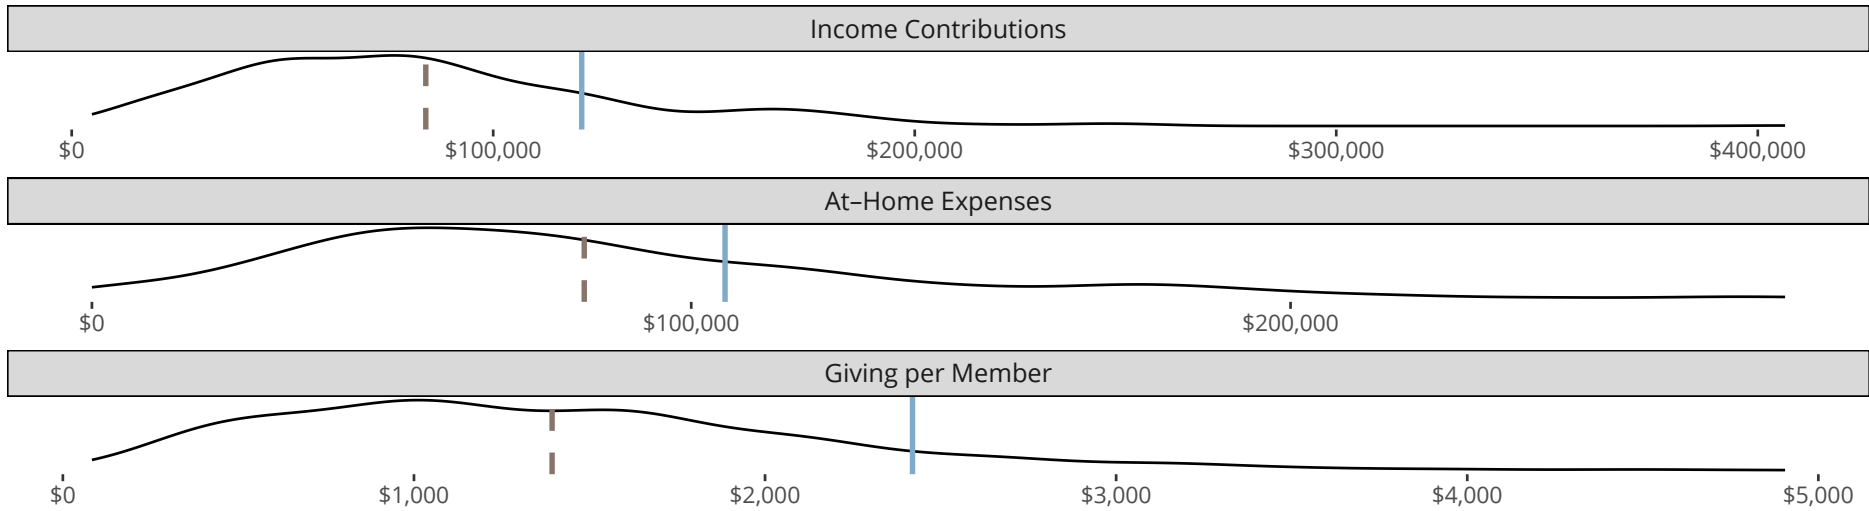 Income Contributions
$0 $100,000 $200,000 $300,000 $400,000
At–Home Expenses
$0 $100,000 $200,000
Giving per Member
$0 $1,000 $2,000 $3,000 $4,000 $5,000